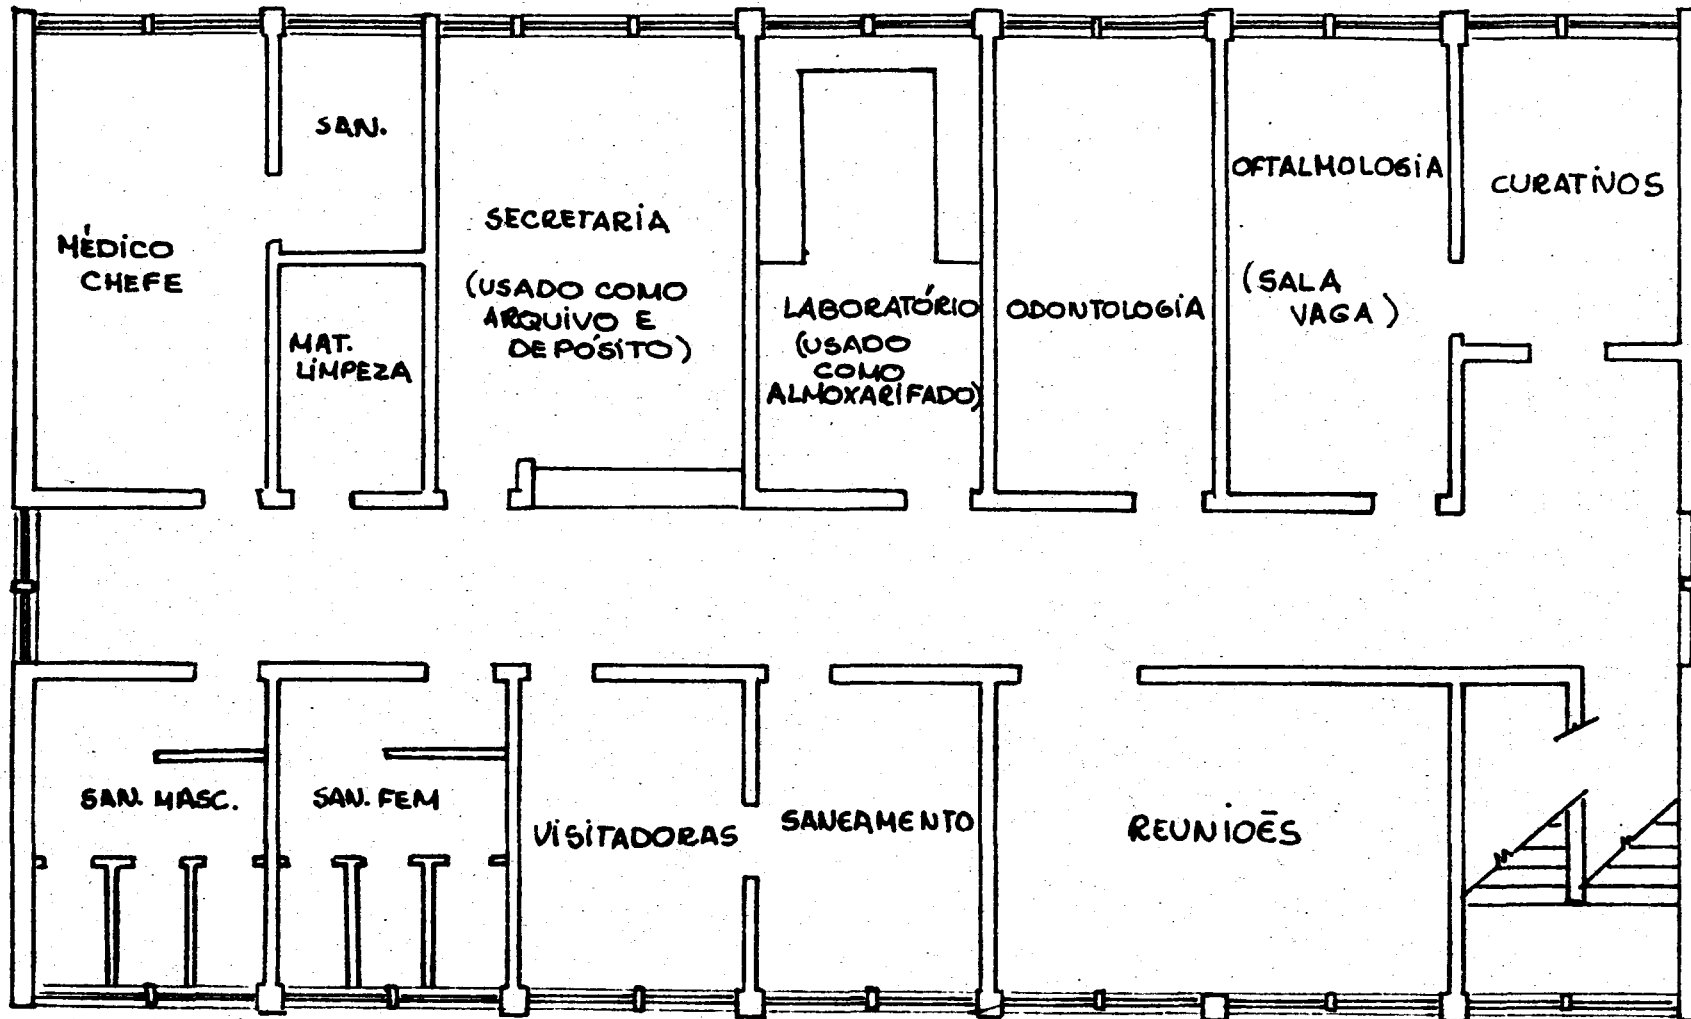 MÉDICO
CHEFE
SAN.
MAT.
LIMPEZA
SECRETARIA
(USADO COMO
ARQUIVO E
DEPÓSITO)
LABORATÓRIO
(USADO
COMO
ALMOXARIFADO)
ODONTOLOGIA
OFTALMOLOGIA
(SALA
VAGA)
CURATIVOS
SAN. MASC.
SAN. FEM
VISITADORAS
SANEAMENTO
REUNIOẼS